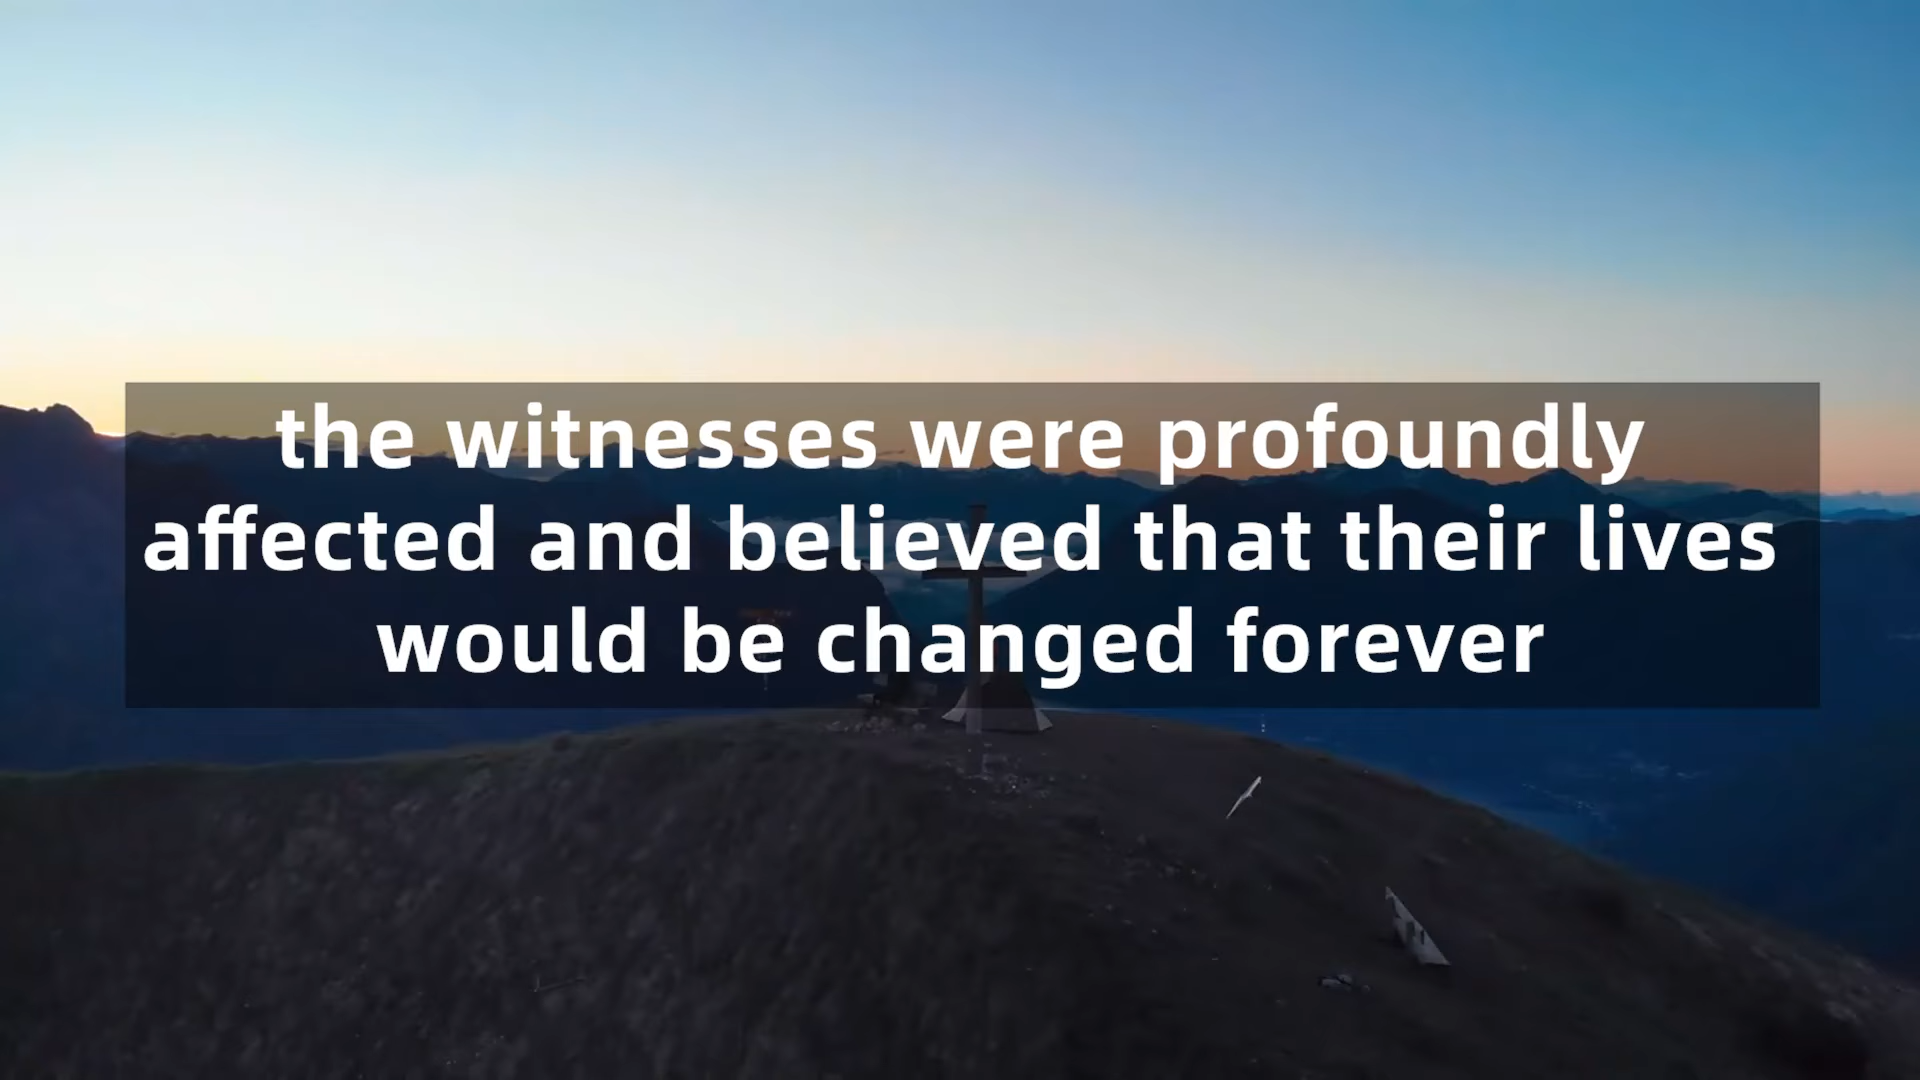 the witnesses were profoundly
affected and believed that their lives
would be changed forever